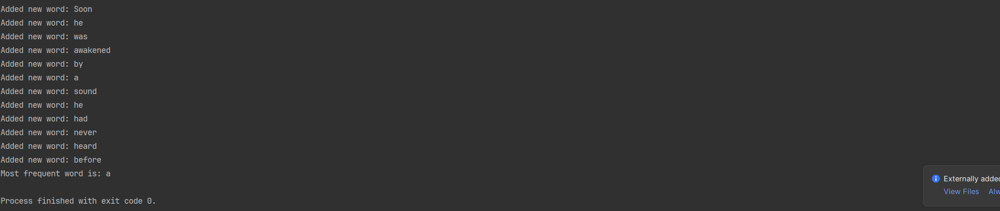 Added new word: Soon
Added new word: he
Added new word: was
Added new word: awakened
Added new word: by
Added new word: a
Added new word: sound
Added new word: he
Added new word: had
Added new word: never
Added new word: heard
Added new word: before
Most frequent word is: a
Externally added
View Files Alw
Process finished with exit code 0.